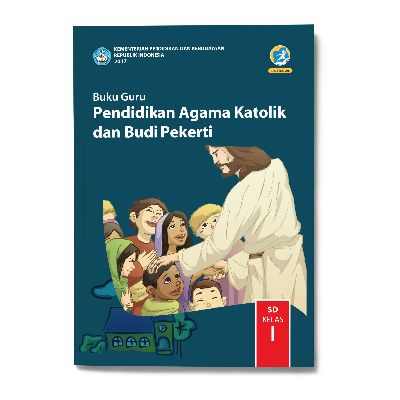 KEMENTERIAN PENDIDIKAN DAN KEBUDAYAAN
REPUBLIK INDONESIA
2017
Buku Guru
Pendidikan Agama Katolik
dan Budi Pekerti
SD
KELAS
I